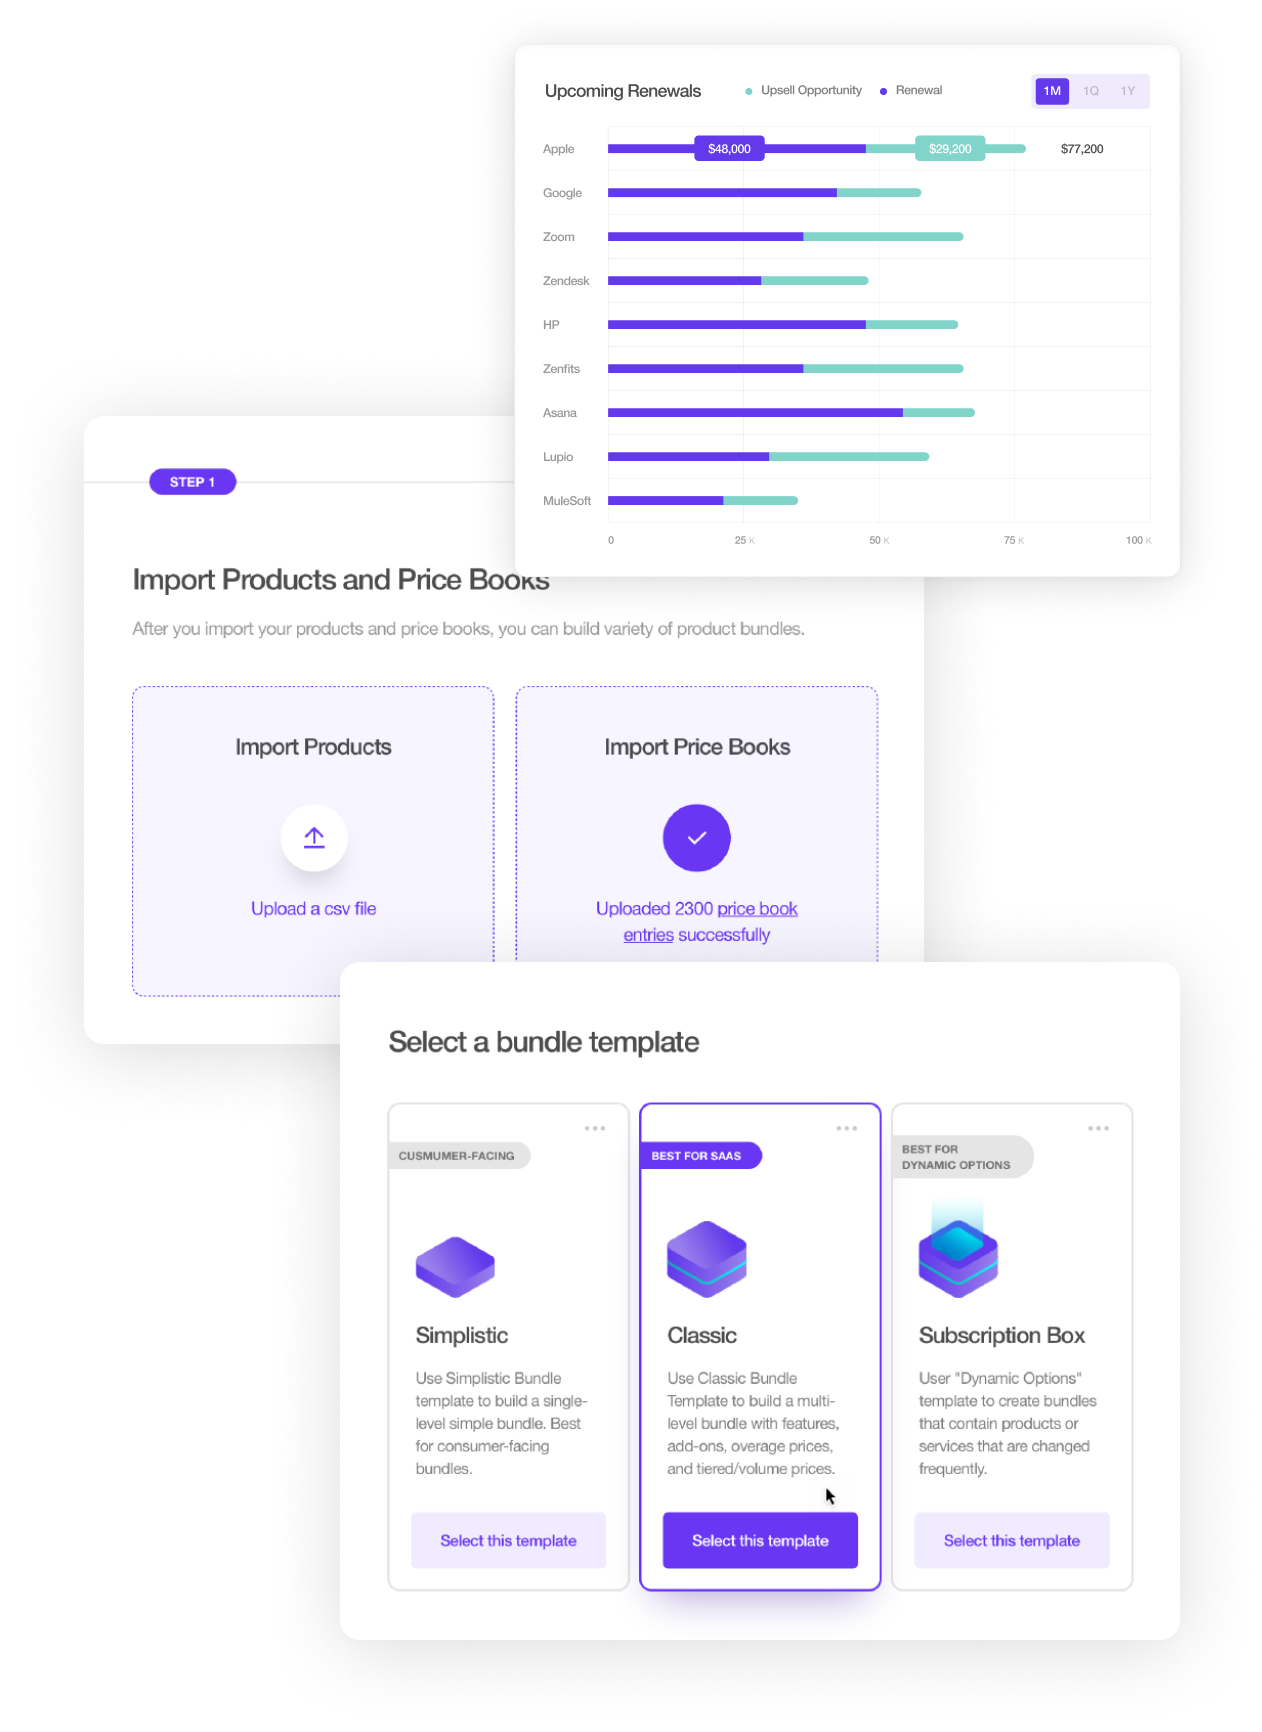 Upcoming Renewals
Upsell Opportunity
Renewal
1M
1Q
1Y
Apple
$48,000
$29,200
$77,200
Google
Zoom
Zendesk
HP
Zenfits
Asana
Lupio
MuleSoft
0
25 K
50 K
75 K
100 K
STEP 1
Import Products and Price Books
After you import your products and price books, you can build variety of product bundles.
Import Products
Upload a csv file
Import Price Books
Uploaded 2300 price book
entries successfully
Select a bundle template
CUSMUMER-FACING
Simplistic
Use Simplistic Bundle
template to build a single-
level simple bundle. Best
for consumer-facing
bundles.
Select this template
BEST FOR SAAS
Classic
Use Classic Bundle
Template to build a multi-
level bundle with features,
add-ons, overage prices,
and tiered/volume prices.
Select this template
BEST FOR
DYNAMIC OPTIONS
Subscription Box
User "Dynamic Options"
template to create bundles
that contain products or
services that are changed
frequently.
Select this template